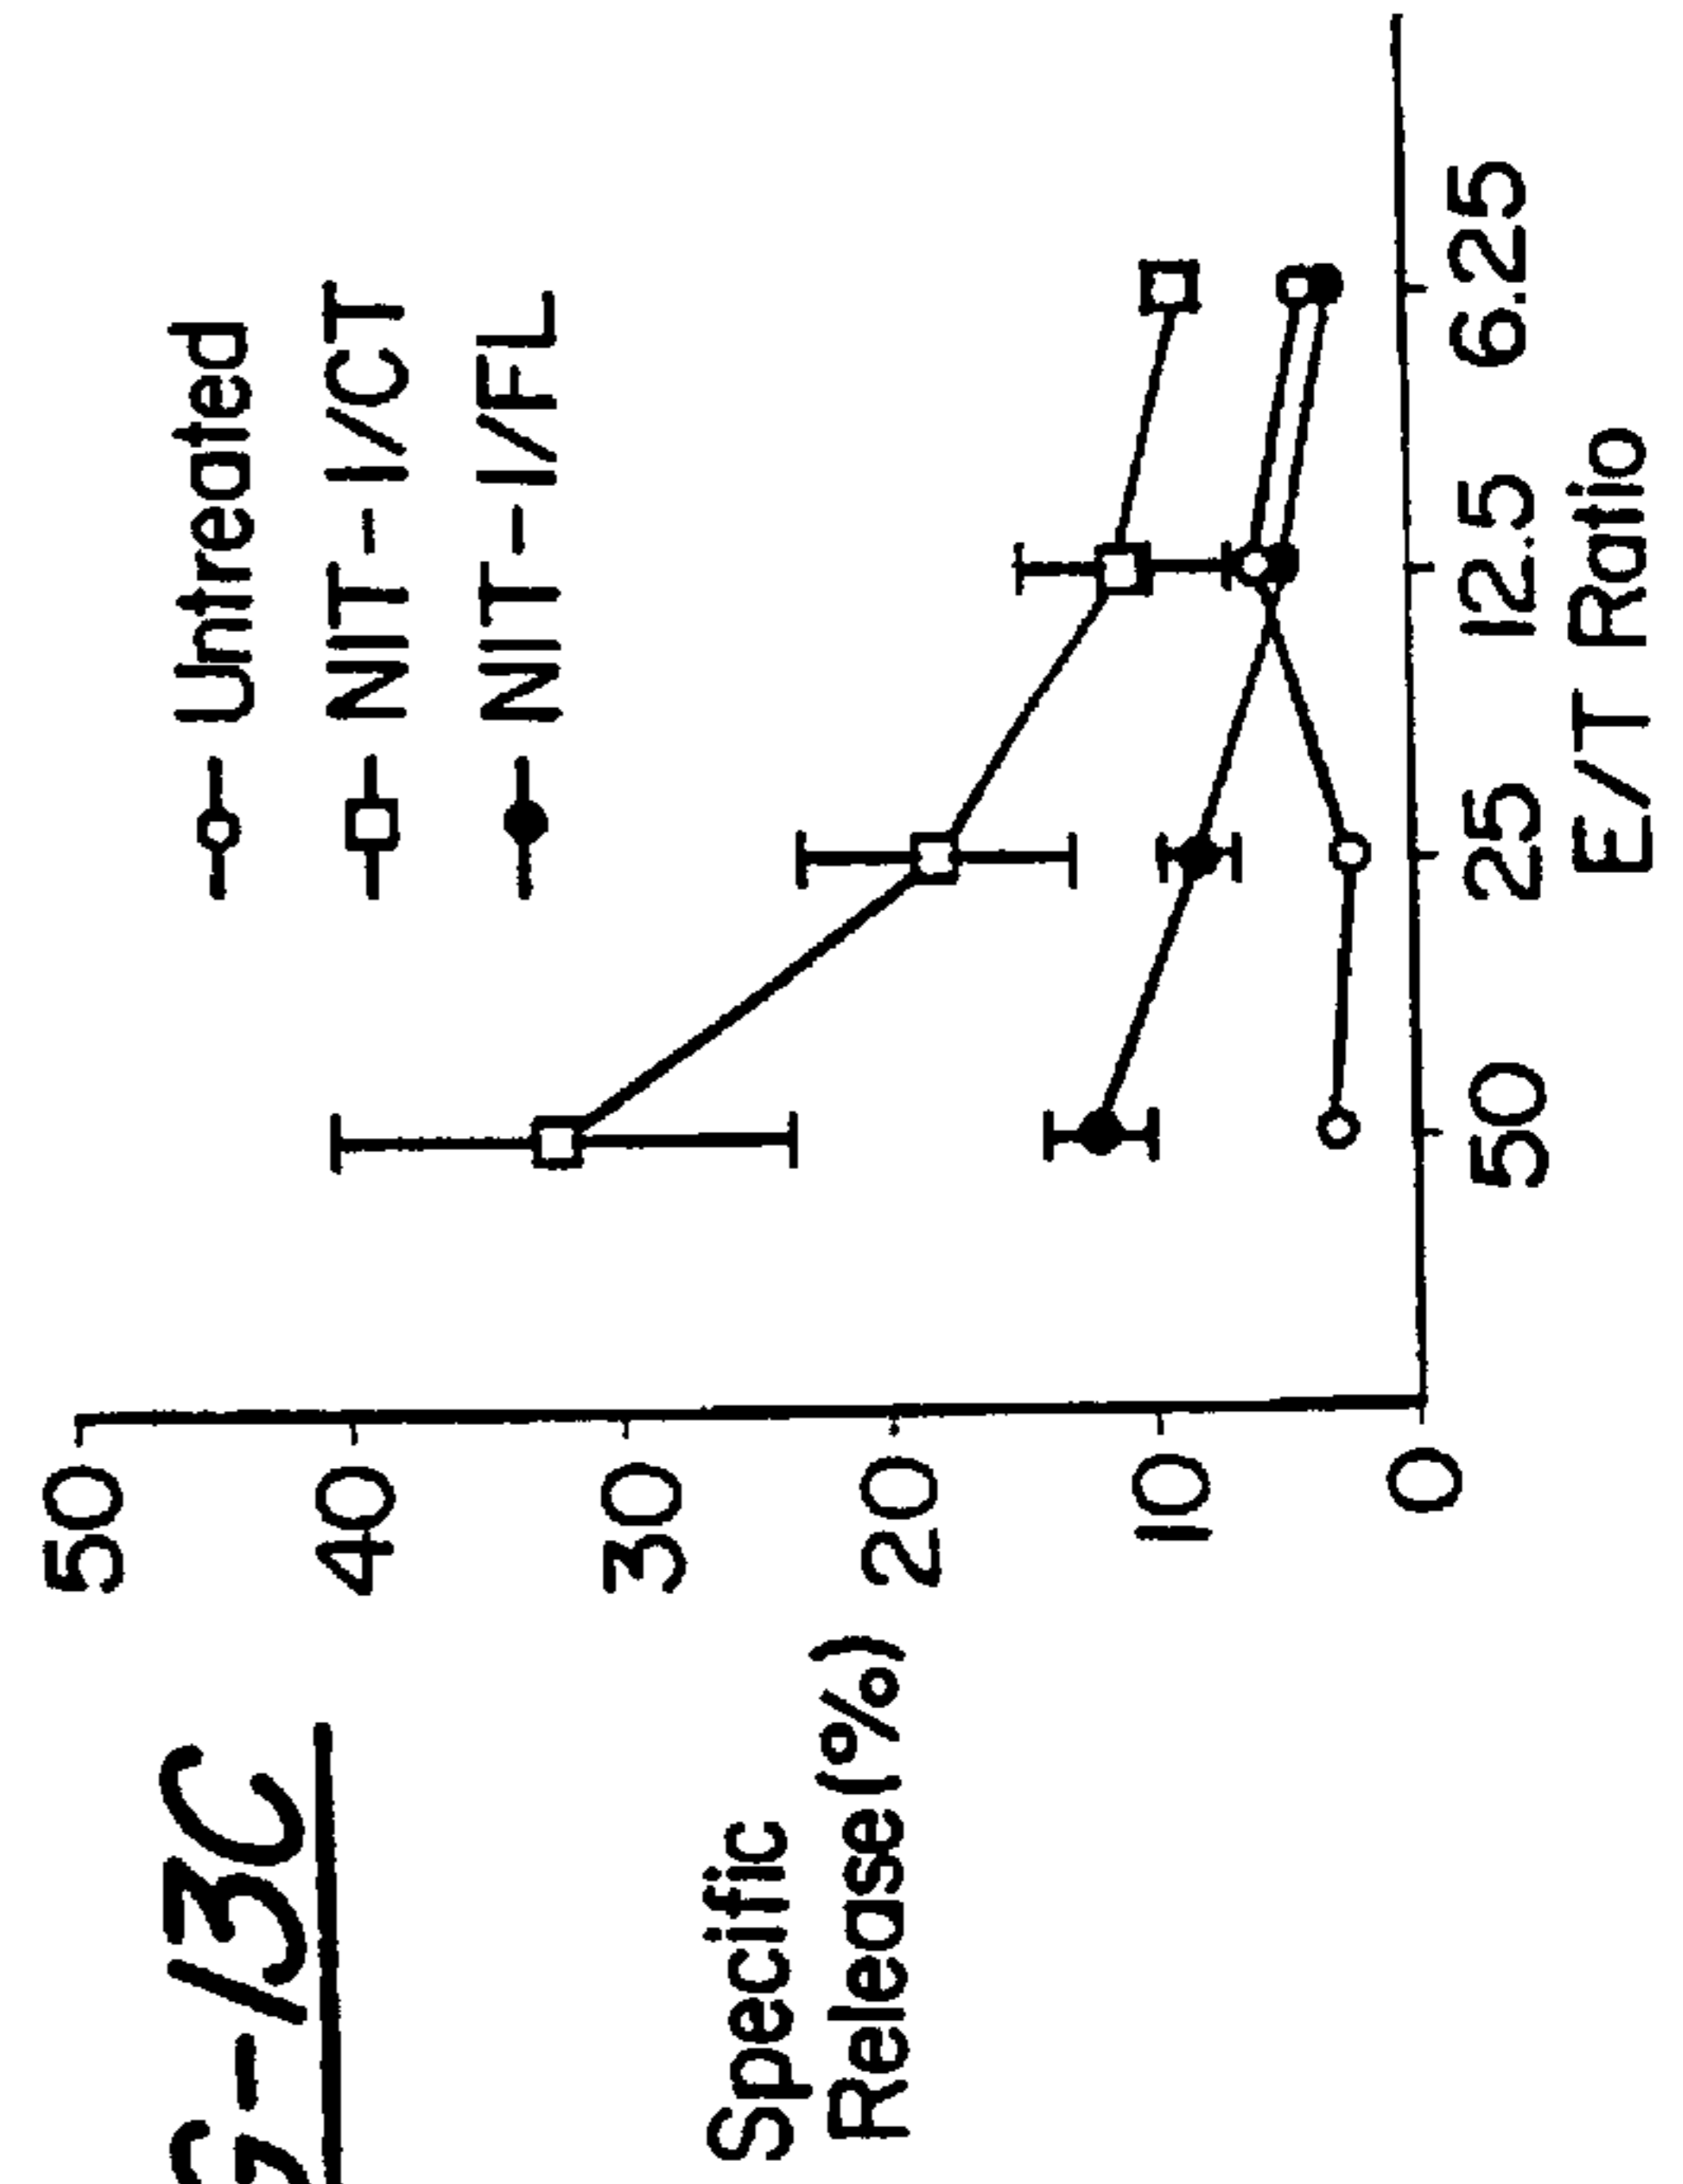 G-13C
Untreated
NIT-I/CT
NIT-I/FL
Specific
Release (%)
50
40
30
20
10
0
50 25 12.5 6.25
E/T Ratio